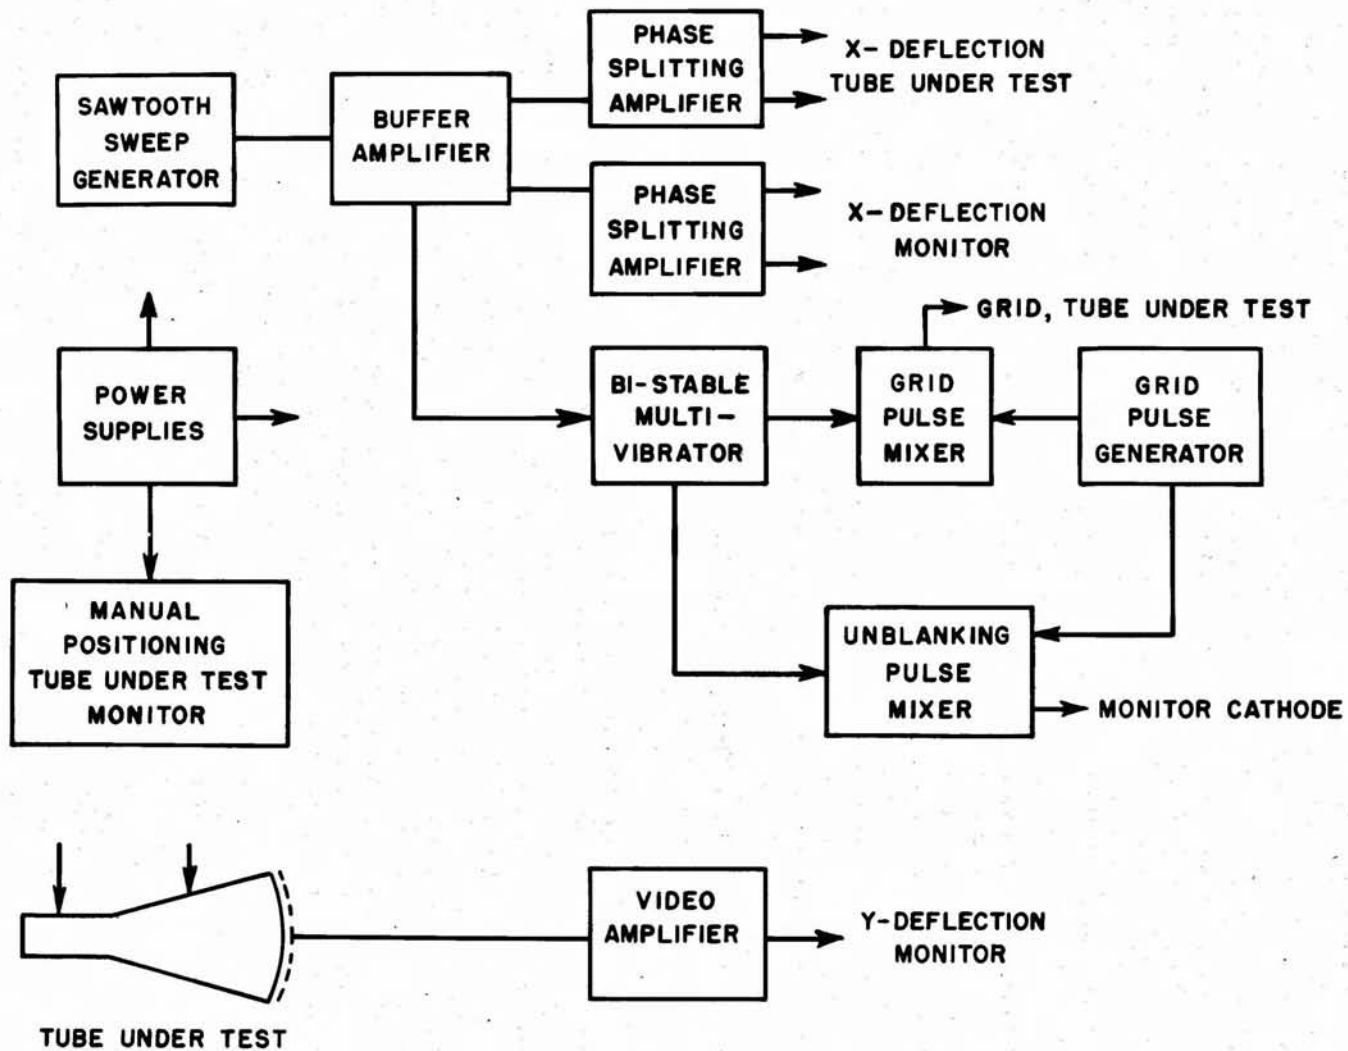 PHASE
SPLITTING
AMPLIFIER
X- DEFLECTION
TUBE UNDER TEST
SAWTOOTH
SWEEP
GENERATOR
BUFFER
AMPLIFIER
PHASE
SPLITTING
AMPLIFIER
X- DEFLECTION
MONITOR
GRID, TUBE UNDER TEST
POWER
SUPPLIES
BI-STABLE
MULTI-
VIBRATOR
GRID
PULSE
MIXER
GRID
PULSE
GENERATOR
MANUAL
POSITIONING
TUBE UNDER TEST
MONITOR
UNBLANKING
PULSE
MIXER
MONITOR CATHODE
VIDEO
AMPLIFIER
Y-DEFLECTION
MONITOR
TUBE UNDER TEST